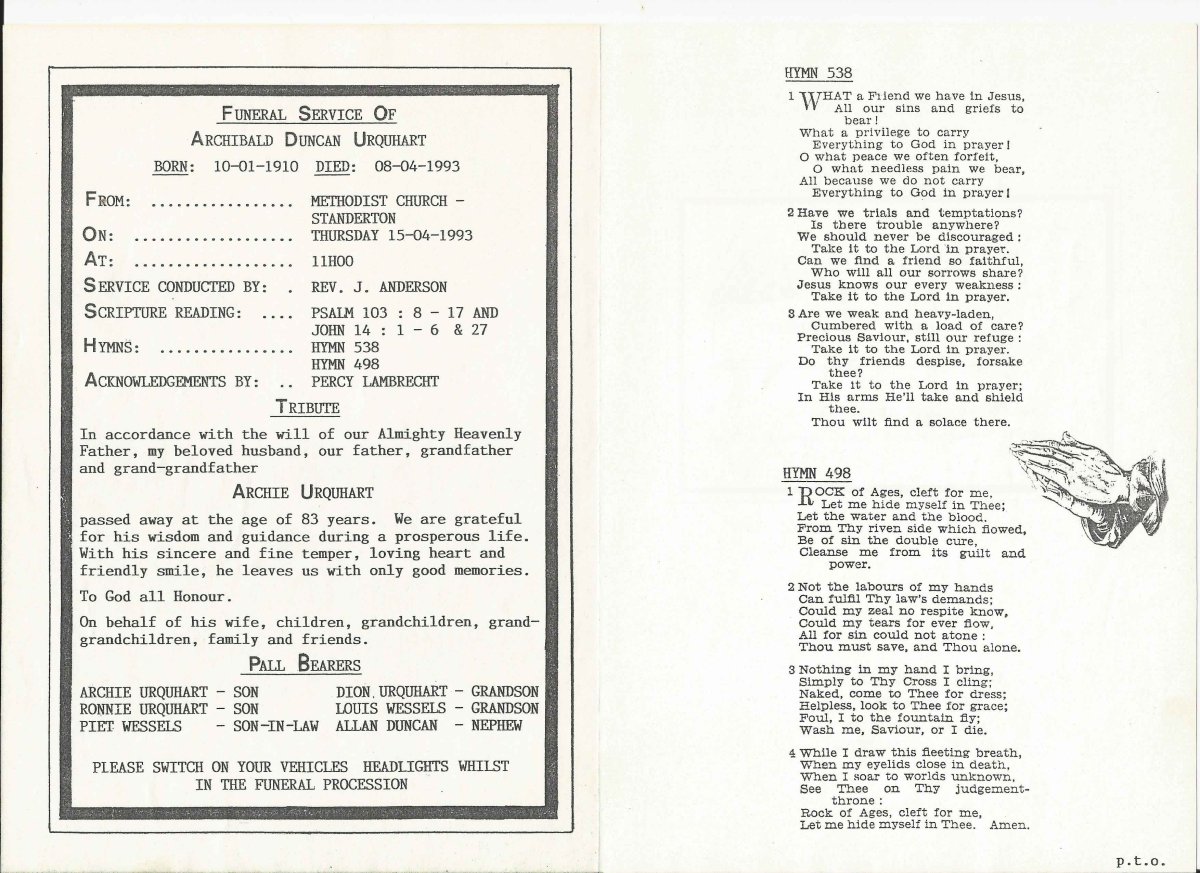 FUNERAL SERVICE OF
ARCHIBALD DUNCAN URQUHART
BORN: 10-01-1910 DIED: 08-04-1993
FROM: ................. METHODIST CHURCH -
STANDERTON
ON: ................... THURSDAY 15-04-1993
AT: ................... 11H00
SERVICE CONDUCTED BY: . REV. J. ANDERSON
SCRIPTURE READING: .... PSALM 103 : 8 - 17 AND
JOHN 14 : 1 - 6 & 27
HYMNS: ................ HYMN 538
HYMN 498
ACKNOWLEDGEMENTS BY: .. PERCY LAMBRECHT
TRIBUTE
In accordance with the will of our Almighty Heavenly
Father, my beloved husband, our father, grandfather
and grand-grandfather
ARCHIE URQUHART
passed away at the age of 83 years. We are grateful
for his wisdom and guidance during a prosperous life.
With his sincere and fine temper, loving heart and
friendly smile, he leaves us with only good memories.
To God all Honour.
On behalf of his wife, children, grandchildren, grand-
grandchildren, family and friends.
PALL BEARERS
ARCHIE URQUHART - SON DION URQUHART - GRANDSON
RONNIE URQUHART - SON LOUIS WESSELS - GRANDSON
PIET WESSELS - SON-IN-LAW ALLAN DUNCAN - NEPHEW
PLEASE SWITCH ON YOUR VEHICLES HEADLIGHTS WHILST
IN THE FUNERAL PROCESSION
HYMN 538
1 WHAT a Friend we have in Jesus,
All our sins and griefs to
bear!
What a privilege to carry
Everything to God in prayer!
O what peace we often forfeit,
O what needless pain we bear,
All because we do not carry
Everything to God in prayer!
2 Have we trials and temptations?
Is there trouble anywhere?
We should never be discouraged:
Take it to the Lord in prayer.
Can we find a friend so faithful,
Who will all our sorrows share?
Jesus knows our every weakness:
Take it to the Lord in prayer.
3 Are we weak and heavy-laden,
Cumbered with a load of care?
Precious Saviour, still our refuge:
Take it to the Lord in prayer.
Do thy friends despise, forsake
thee?
Take it to the Lord in prayer;
In His arms He'll take and shield
thee.
Thou wilt find a solace there.
HYMN 498
1 ROCK of Ages, cleft for me,
Let me hide myself in Thee;
Let the water and the blood.
From Thy riven side which flowed,
Be of sin the double cure,
Cleanse me from its guilt and
power.
2 Not the labours of my hands
Can fulfil Thy law's demands;
Could my zeal no respite know,
Could my tears for ever flow,
All for sin could not atone:
Thou must save, and Thou alone.
3 Nothing in my hand I bring,
Simply to Thy Cross I cling;
Naked, come to Thee for dress;
Helpless, look to Thee for grace;
Foul, I to the fountain fly;
Wash me, Saviour, or I die.
4 While I draw this fleeting breath,
When my eyelids close in death,
When I soar to worlds unknown,
See Thee on Thy judgement-
throne:
Rock of Ages, cleft for me,
Let me hide myself in Thee. Amen.
p.t.o.